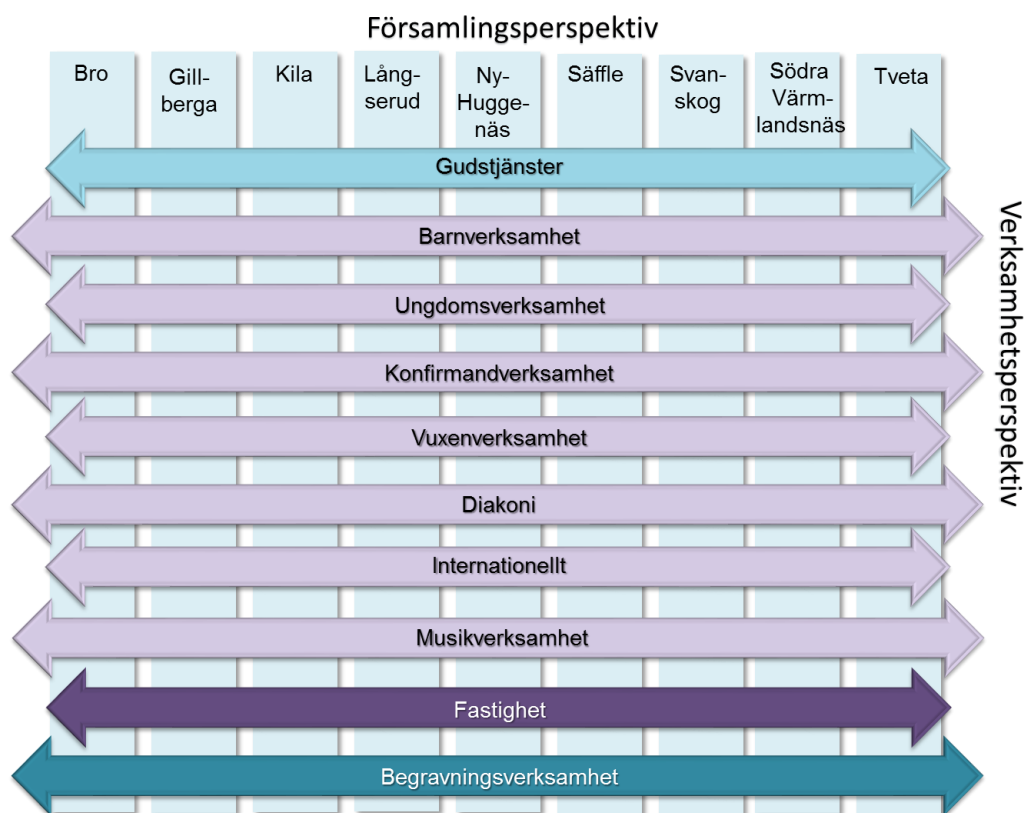 Församlingsperspektiv
Bro
Gill-
berga
Kila
Lång-
serud
Ny-
Hugge-
näs
Säffle
Svan-
skog
Södra
Värm-
landsnäs
Tveta
Gudstjänster
Barnverksamhet
Ungdomsverksamhet
Konfirmandverksamhet
Vuxenverksamhet
Diakoni
Internationellt
Musikverksamhet
Fastighet
Begravningsverksamhet
Verksamhetsperspektiv